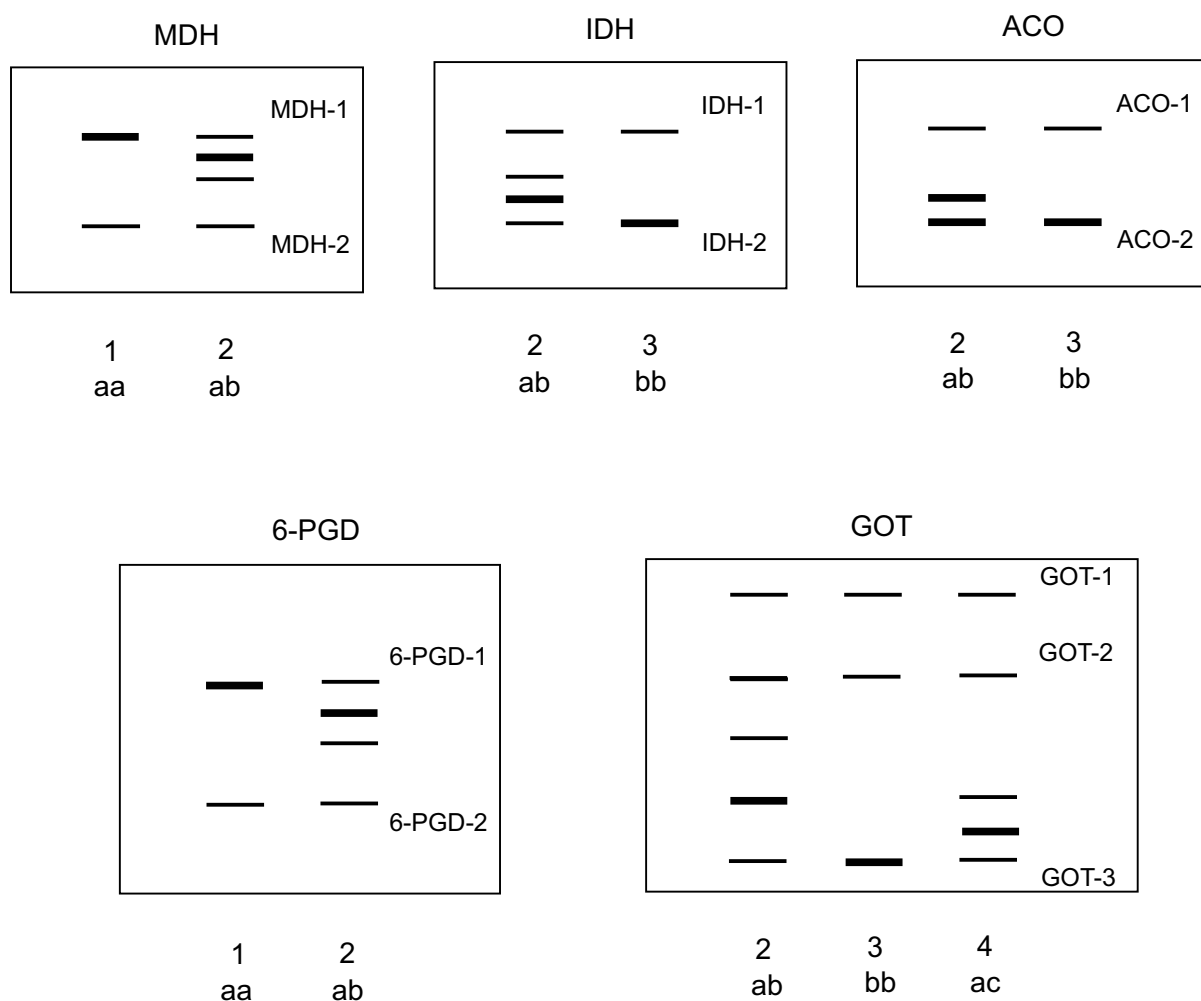 MDH
MDH-1
MDH-2
1 2
aa ab
IDH
IDH-1
IDH-2
2 3
ab bb
ACO
ACO-1
ACO-2
2 3
ab bb
6-PGD
6-PGD-1
6-PGD-2
1 2
aa ab
GOT
GOT-1
GOT-2
GOT-3
2 3 4
ab bb ac